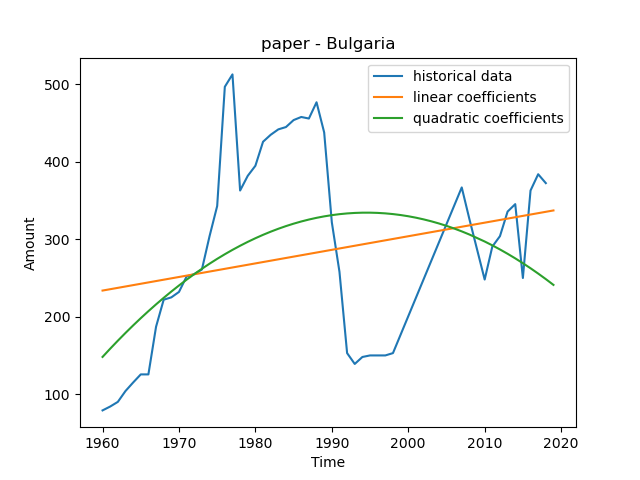 paper - Bulgaria
historical data
linear coefficients
quadratic coefficients
500
400
300
200
100
Amount
1960 1970 1980 1990 2000 2010 2020
Time